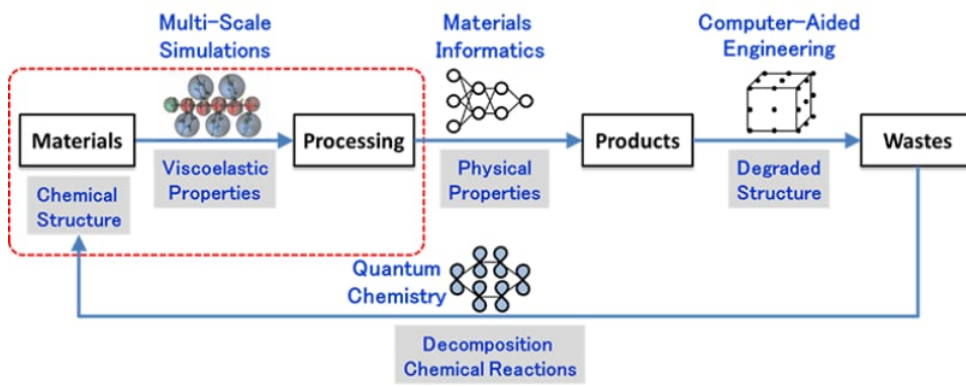 Multi-Scale
Simulations
Materials
Informatics
Computer-Aided
Engineering
Materials
Processing
Products
Wastes
Chemical
Structure
Viscoelastic
Properties
Physical
Properties
Degraded
Structure
Quantum
Chemistry
Decomposition
Chemical Reactions